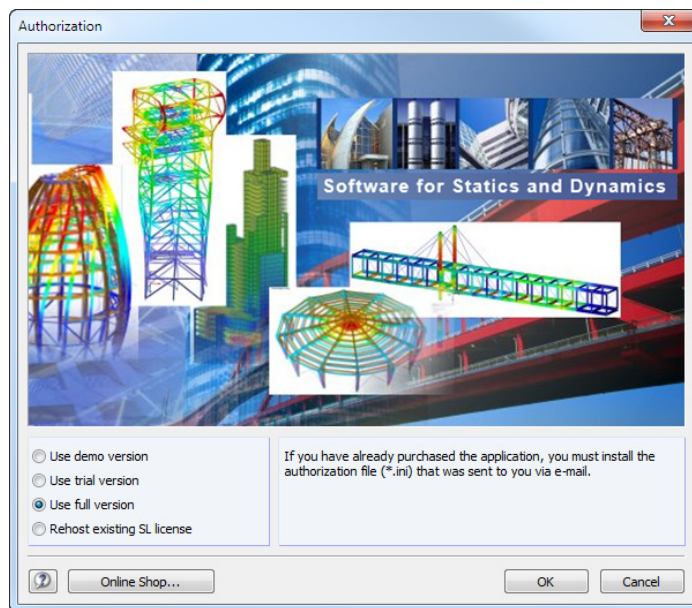 Authorization
Software for Statics and Dynamics
Use demo version
Use trial version
Use full version
Rehost existing SL license
If you have already purchased the application, you must install the
authorization file (*.ini) that was sent to you via e-mail.
Online Shop...
OK
Cancel